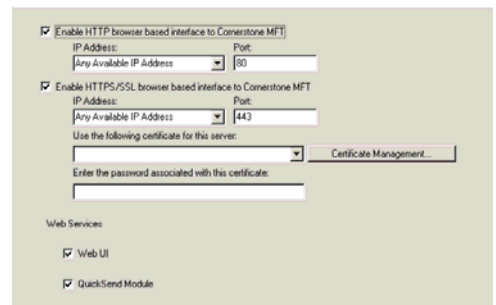 Enable HTTP browser based interface to Cornerstone MFT
IP Address: Port:
Any Available IP Address 80
Enable HTTPS/SSL browser based interface to Cornerstone MFT
IP Address: Port:
Any Available IP Address 443
Use the following certificate for this server:
Certificate Management...
Enter the password associated with this certificate:
Web Services
Web UI
QuickSend Module